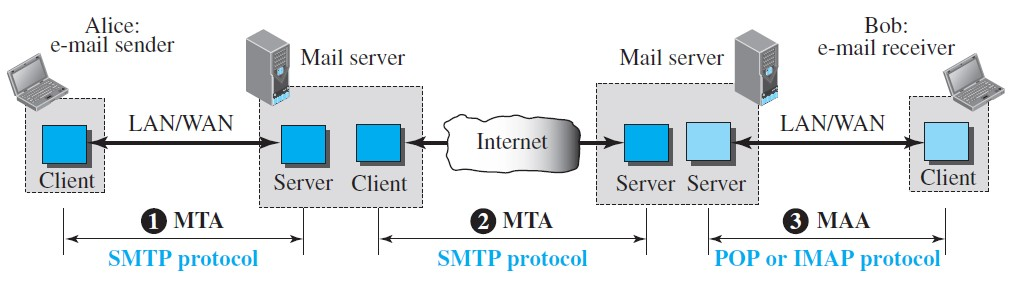 Alice:
e-mail sender
Mail server
Mail server
Bob:
e-mail receiver
LAN/WAN
Internet
LAN/WAN
Client
Server Client
Server Server
Client
1 MTA
2 MTA
3 MAA
SMTP protocol
SMTP protocol
POP or IMAP protocol